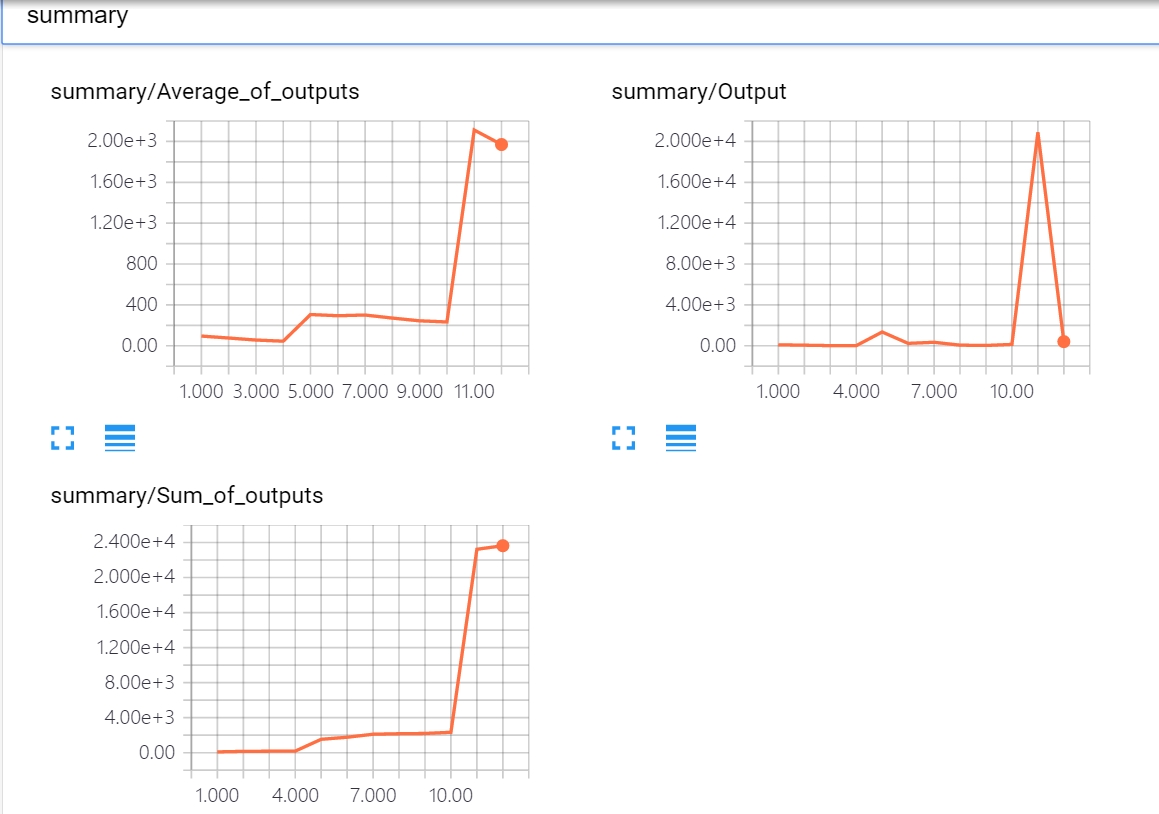 summary
summary/Average_of_outputs
2.00e+3
1.60e+3
1.20e+3
800
400
0.00
1.000 3.000 5.000 7.000 9.000 11.00
summary/Output
2.000e+4
1.600e+4
1.200e+4
8.00e+3
4.00e+3
0.00
1.000 4.000 7.000 10.00
summary/Sum_of_outputs
2.400e+4
2.000e+4
1.600e+4
1.200e+4
8.00e+3
4.00e+3
0.00
1.000 4.000 7.000 10.00